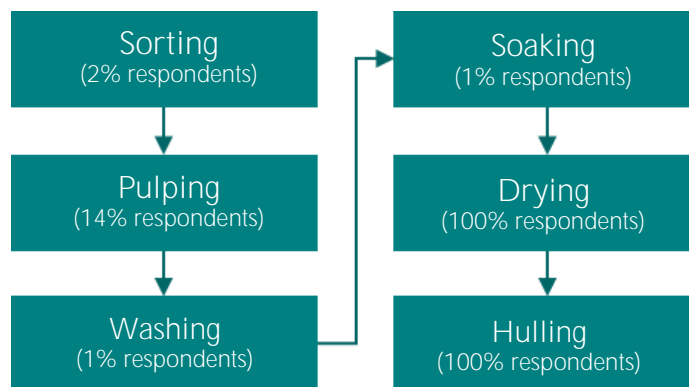 Sorting
(2% respondents)
Pulping
(14% respondents)
Washing
(1% respondents)
Soaking
(1% respondents)
Drying
(100% respondents)
Hulling
(100% respondents)